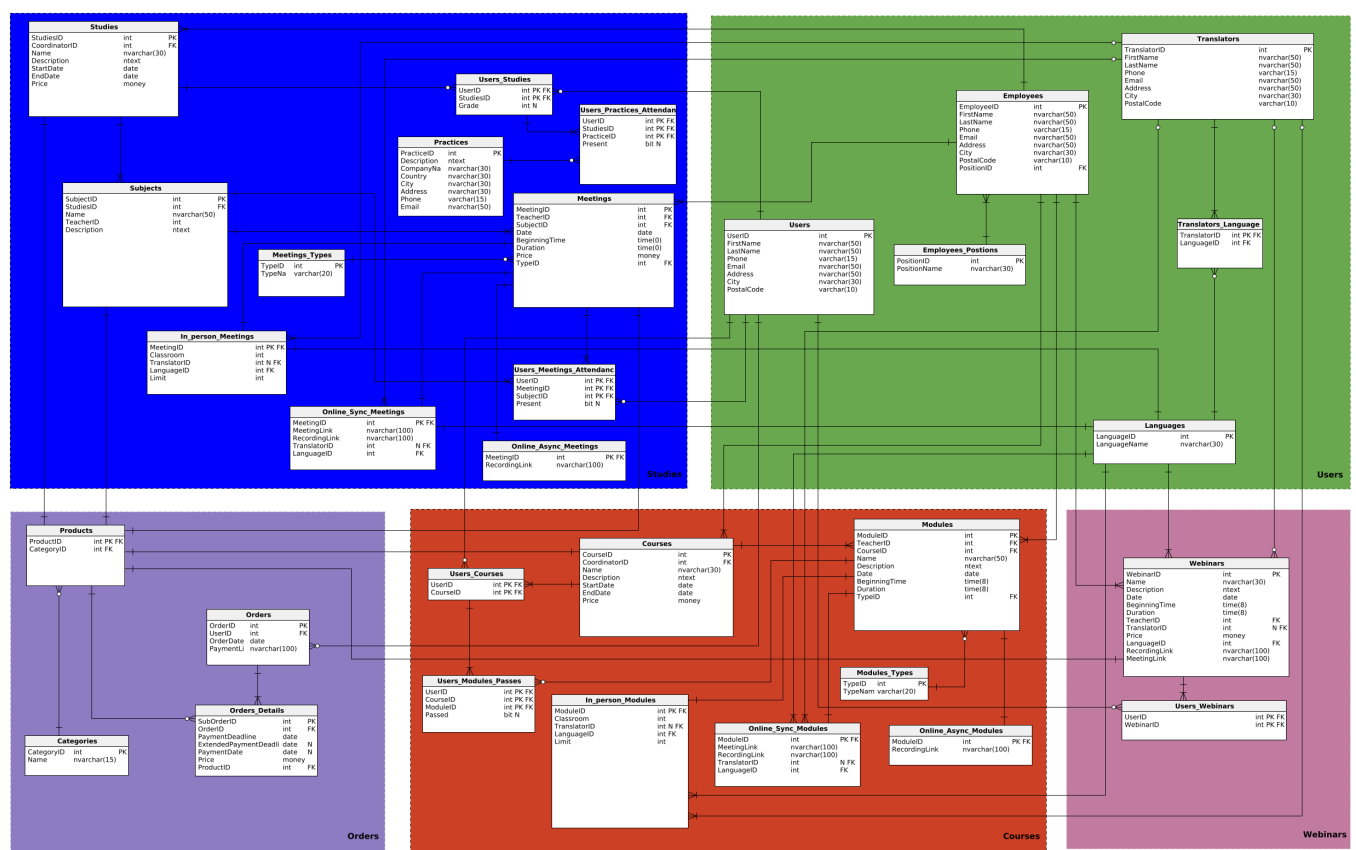 Studies
StudiesID int PK
CoordinatorID int FK
Name nvarchar(30)
Description ntext
StartDate date
EndDate date
Price money
Users_Studies
UserID int PK FK
StudiesID int PK FK
Grade int N
Users_Practices_Attendan
UserID int PK FK
StudiesID int PK FK
PracticeID int PK FK
Present bit N
Practices
PracticeID int PK
Description ntext
CompanyNa nvarchar(30)
Country nvarchar(30)
City nvarchar(30)
Address nvarchar(30)
Phone varchar(15)
Email nvarchar(50)
Subjects
SubjectID int PK
StudiesID int FK
Name nvarchar(50)
TeacherID int
Description ntext
Meetings
MeetingID int PK
TeacherID int FK
SubjectID int FK
Date date
BeginningTime time(0)
Duration time(0)
Price money
TypeID int FK
Meetings_Types
TypeID int PK
TypeNa varchar(20)
In_person_Meetings
MeetingID int PK FK
Classroom int
TranslatorID int N FK
LanguageID int FK
Limit int
Users_Meetings_Attendanc
UserID int PK FK
MeetingID int PK FK
SubjectID int PK FK
Present bit N
Online_Sync_Meetings
MeetingID int PK FK
MeetingLink nvarchar(100)
RecordingLink nvarchar(100)
TranslatorID int N FK
LanguageID int FK
Online_Async_Meetings
MeetingID int PK FK
RecordingLink nvarchar(100)
Studies
Translators
TranslatorID int PK
FirstName nvarchar(50)
LastName nvarchar(50)
Phone varchar(15)
Email nvarchar(50)
Address nvarchar(50)
City nvarchar(30)
PostalCode varchar(10)
Employees
EmployeeID int PK
FirstName nvarchar(50)
LastName nvarchar(50)
Phone varchar(15)
Email nvarchar(50)
Address nvarchar(50)
City nvarchar(30)
PostalCode varchar(10)
PositionID int FK
Users
UserID int PK
FirstName nvarchar(50)
LastName nvarchar(50)
Phone varchar(15)
Email nvarchar(50)
Address nvarchar(50)
City nvarchar(30)
PostalCode varchar(10)
Employees_Postions
PositionID int PK
PositionName nvarchar(30)
Translators_Language
TranslatorID int PK FK
LanguageID int FK
Languages
LanguageID int PK
LanguageName nvarchar(30)
Users
Products
ProductID int PK FK
CategoryID int FK
Orders
OrderID int PK
UserID int FK
OrderDate date
PaymentLi nvarchar(100)
Orders_Details
SubOrderID int PK
OrderID int FK
PaymentDeadline date
ExtendedPaymentDeadli date N
PaymentDate date N
Price money
ProductID int FK
Categories
CategoryID int PK
Name nvarchar(15)
Orders
Courses
CourseID int PK
CoordinatorID int FK
Name nvarchar(30)
Description ntext
StartDate date
EndDate date
Price money
Modules
ModuleID int PK
TeacherID int FK
CourseID int FK
Name nvarchar(50)
Description ntext
Date date
BeginningTime time(8)
Duration time(8)
TypeID int FK
Users_Courses
UserID int PK FK
CourseID int PK FK
Users_Modules_Passes
UserID int PK FK
CourseID int PK FK
ModuleID int PK FK
Passed bit N
Modules_Types
TypeID int PK
TypeNam varchar(20)
In_person_Modules
ModuleID int PK FK
Classroom int
TranslatorID int N FK
LanguageID int FK
Limit int
Online_Sync_Modules
ModuleID int PK FK
MeetingLink nvarchar(100)
RecordingLink nvarchar(100)
TranslatorID int N FK
LanguageID int FK
Online_Async_Modules
ModuleID int PK FK
RecordingLink nvarchar(100)
Courses
Webinars
WebinarID int PK
Name nvarchar(30)
Description ntext
Date date
BeginningTime time(8)
Duration time(8)
TeacherID int FK
TranslatorID int N FK
Price money
LanguageID int FK
RecordingLink nvarchar(100)
MeetingLink nvarchar(100)
Users_Webinars
UserID int PK FK
WebinarID int PK FK
Webinars